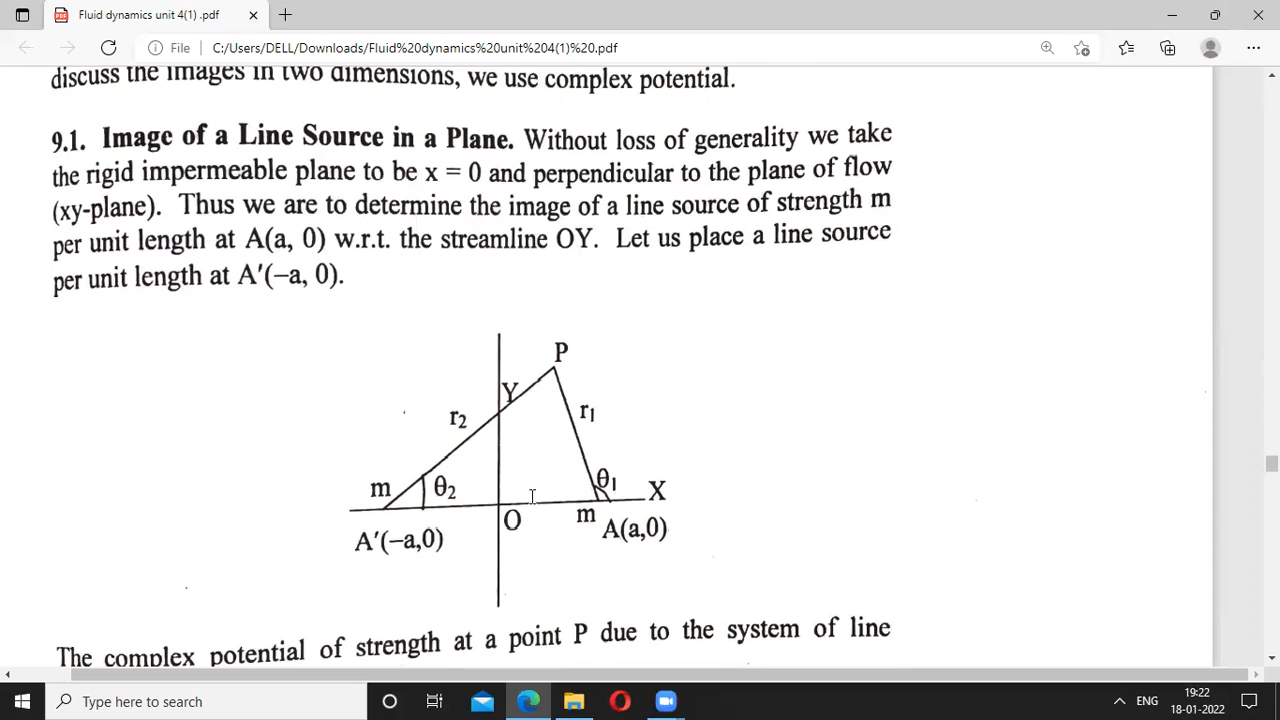 Fluid dynamics unit 4(1) .pdf
File
C:/Users/DELL/Downloads/Fluid%20dynamics%20unit%204(1)%20.pdf
discuss the images in two dimensions, we use complex potential.
9.1. Image of a Line Source in a Plane. Without loss of generality we take
the rigid impermeable plane to be x = 0 and perpendicular to the plane of flow
(xy-plane). Thus we are to determine the image of a line source of strength m
per unit length at A(a, 0) w.r.t. the streamline OY. Let us place a line source
per unit length at A′(–a, 0).
P
Y
r2
r1
m
θ2
θ1
X
O
m
A(a,0)
A′(–a,0)
The complex potential of strength at a point P due to the system of line
Type here to search
ENG
19:22
18-01-2022